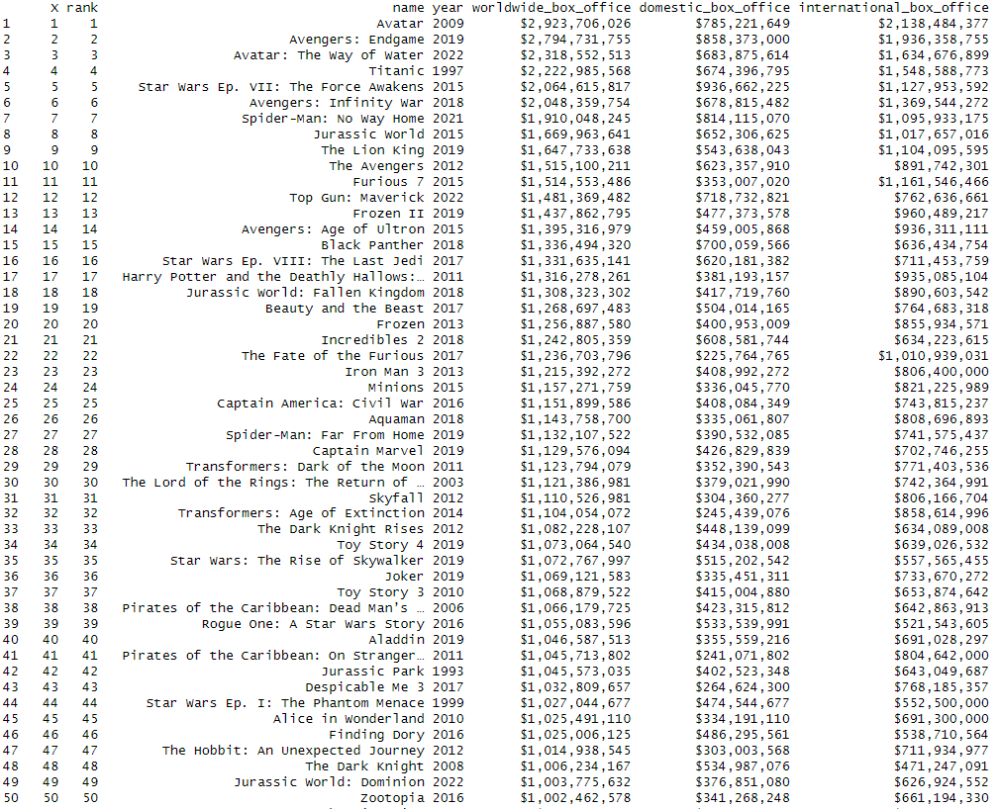 X rank name year worldwide_box_office domestic_box_office international_box_office
1 1 1 Avatar 2009 $2,923,706,026 $785,221,649 $2,138,484,377
2 2 2 Avengers: Endgame 2019 $2,794,731,755 $858,373,000 $1,936,358,755
3 3 3 Avatar: The Way of Water 2022 $2,318,552,513 $683,875,614 $1,634,676,899
4 4 4 Titanic 1997 $2,222,985,568 $674,396,795 $1,548,588,773
5 5 5 Star Wars Ep. VII: The Force Awakens 2015 $2,064,615,817 $936,662,225 $1,127,953,592
6 6 6 Avengers: Infinity War 2018 $2,048,359,754 $678,815,482 $1,369,544,272
7 7 7 Spider-Man: No Way Home 2021 $1,910,048,245 $814,115,070 $1,095,933,175
8 8 8 Jurassic World 2015 $1,669,963,641 $652,306,625 $1,017,657,016
9 9 9 The Lion King 2019 $1,647,733,638 $543,638,043 $1,104,095,595
10 10 10 The Avengers 2012 $1,515,100,211 $623,357,910 $891,742,301
11 11 11 Furious 7 2015 $1,514,553,486 $353,007,020 $1,161,546,466
12 12 12 Top Gun: Maverick 2022 $1,481,369,482 $718,732,821 $762,636,661
13 13 13 Frozen II 2019 $1,437,862,795 $477,373,578 $960,489,217
14 14 14 Avengers: Age of Ultron 2015 $1,395,316,979 $459,005,868 $936,311,111
15 15 15 Black Panther 2018 $1,336,494,320 $700,059,566 $636,434,754
16 16 16 Star Wars Ep. VIII: The Last Jedi 2017 $1,331,635,141 $620,181,382 $711,453,759
17 17 17 Harry Potter and the Deathly Hallows:… 2011 $1,316,278,261 $381,193,157 $935,085,104
18 18 18 Jurassic World: Fallen Kingdom 2018 $1,308,323,302 $417,719,760 $890,603,542
19 19 19 Beauty and the Beast 2017 $1,268,697,483 $504,014,165 $764,683,318
20 20 20 Frozen 2013 $1,256,887,580 $400,953,009 $855,934,571
21 21 21 Incredibles 2 2018 $1,242,805,359 $608,581,744 $634,223,615
22 22 22 The Fate of the Furious 2017 $1,236,703,796 $225,764,765 $1,010,939,031
23 23 23 Iron Man 3 2013 $1,215,392,272 $408,992,272 $806,400,000
24 24 24 Minions 2015 $1,157,271,759 $336,045,770 $821,225,989
25 25 25 Captain America: Civil War 2016 $1,151,899,586 $408,084,349 $743,815,237
26 26 26 Aquaman 2018 $1,143,758,700 $335,061,807 $808,696,893
27 27 27 Spider-Man: Far From Home 2019 $1,132,107,522 $390,532,085 $741,575,437
28 28 28 Captain Marvel 2019 $1,129,576,094 $426,829,839 $702,746,255
29 29 29 Transformers: Dark of the Moon 2011 $1,123,794,079 $352,390,543 $771,403,536
30 30 30 The Lord of the Rings: The Return of … 2003 $1,121,386,981 $379,021,990 $742,364,991
31 31 31 Skyfall 2012 $1,110,526,981 $304,360,277 $806,166,704
32 32 32 Transformers: Age of Extinction 2014 $1,104,054,072 $245,439,076 $858,614,996
33 33 33 The Dark Knight Rises 2012 $1,082,228,107 $448,139,099 $634,089,008
34 34 34 Toy Story 4 2019 $1,073,064,540 $434,038,008 $639,026,532
35 35 35 Star Wars: The Rise of Skywalker 2019 $1,072,767,997 $515,202,542 $557,565,455
36 36 36 Joker 2019 $1,069,121,583 $335,451,311 $733,670,272
37 37 37 Toy Story 3 2010 $1,068,879,522 $415,004,880 $653,874,642
38 38 38 Pirates of the Caribbean: Dead Man's … 2006 $1,066,179,725 $423,315,812 $642,863,913
39 39 39 Rogue One: A Star Wars Story 2016 $1,055,083,596 $533,539,991 $521,543,605
40 40 40 Aladdin 2019 $1,046,587,513 $355,559,216 $691,028,297
41 41 41 Pirates of the Caribbean: On Stranger… 2011 $1,045,713,802 $241,071,802 $804,642,000
42 42 42 Jurassic Park 1993 $1,045,573,035 $402,523,348 $643,049,687
43 43 43 Despicable Me 3 2017 $1,032,809,657 $264,624,300 $768,185,357
44 44 44 Star Wars Ep. I: The Phantom Menace 1999 $1,027,044,677 $474,544,677 $552,500,000
45 45 45 Alice in Wonderland 2010 $1,025,491,110 $334,191,110 $691,300,000
46 46 46 Finding Dory 2016 $1,025,006,125 $486,295,561 $538,710,564
47 47 47 The Hobbit: An Unexpected Journey 2012 $1,014,938,545 $303,003,568 $711,934,977
48 48 48 The Dark Knight 2008 $1,006,234,167 $534,987,076 $471,247,091
49 49 49 Jurassic World: Dominion 2022 $1,003,775,632 $376,851,080 $626,924,552
50 50 50 Zootopia 2016 $1,002,462,578 $341,268,248 $661,194,330